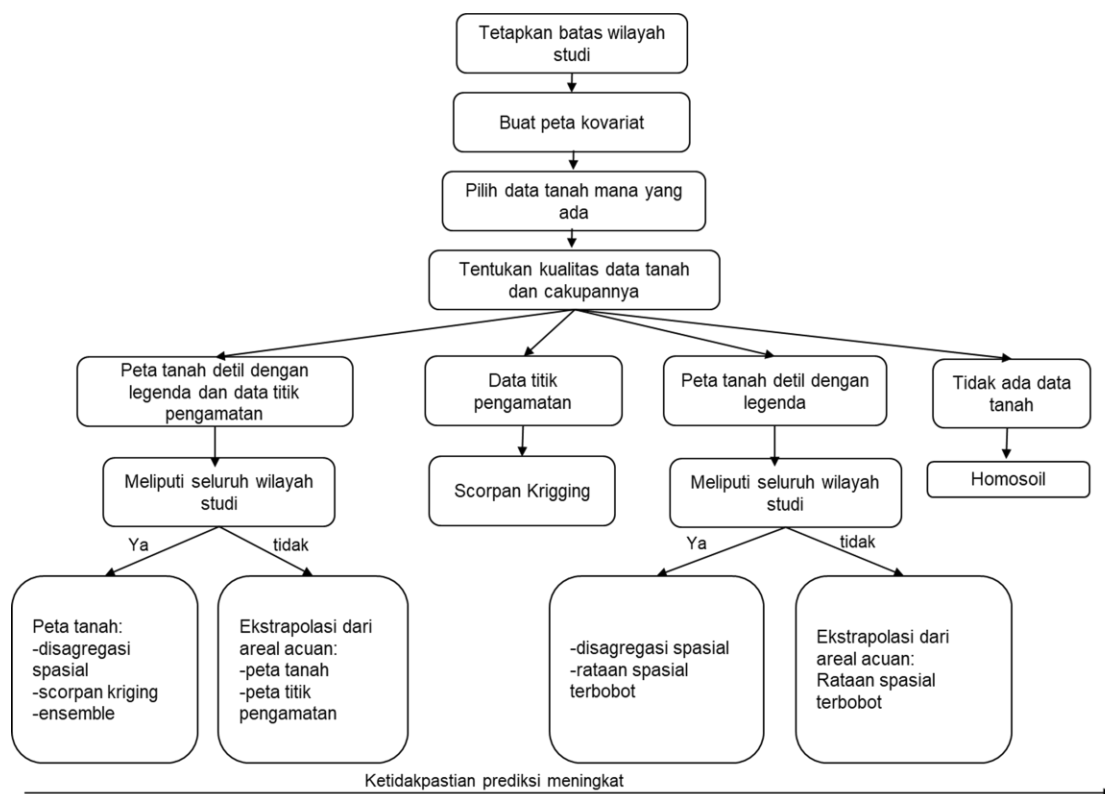 Tetapkan batas wilayah
studi
Buat peta kovariat
Pilih data tanah mana yang
ada
Tentukan kualitas data tanah
dan cakupannya
Peta tanah detil dengan
legenda dan data titik
pengamatan
Data titik
pengamatan
Peta tanah detil dengan
legenda
Tidak ada data
tanah
Meliputi seluruh wilayah
studi
Scorpan Krigging
Meliputi seluruh wilayah
studi
Homosoil
Ya
tidak
Ya
tidak
Peta tanah:
-disagregasi
spasial
-scorpan kriging
-ensemble
Ekstrapolasi dari
areal acuan:
-peta tanah
-peta titik
pengamatan
-disagregasi spasial
-rataan spasial
terbobot
Ekstrapolasi dari
areal acuan:
Rataan spasial
terbobot
Ketidakpastian prediksi meningkat